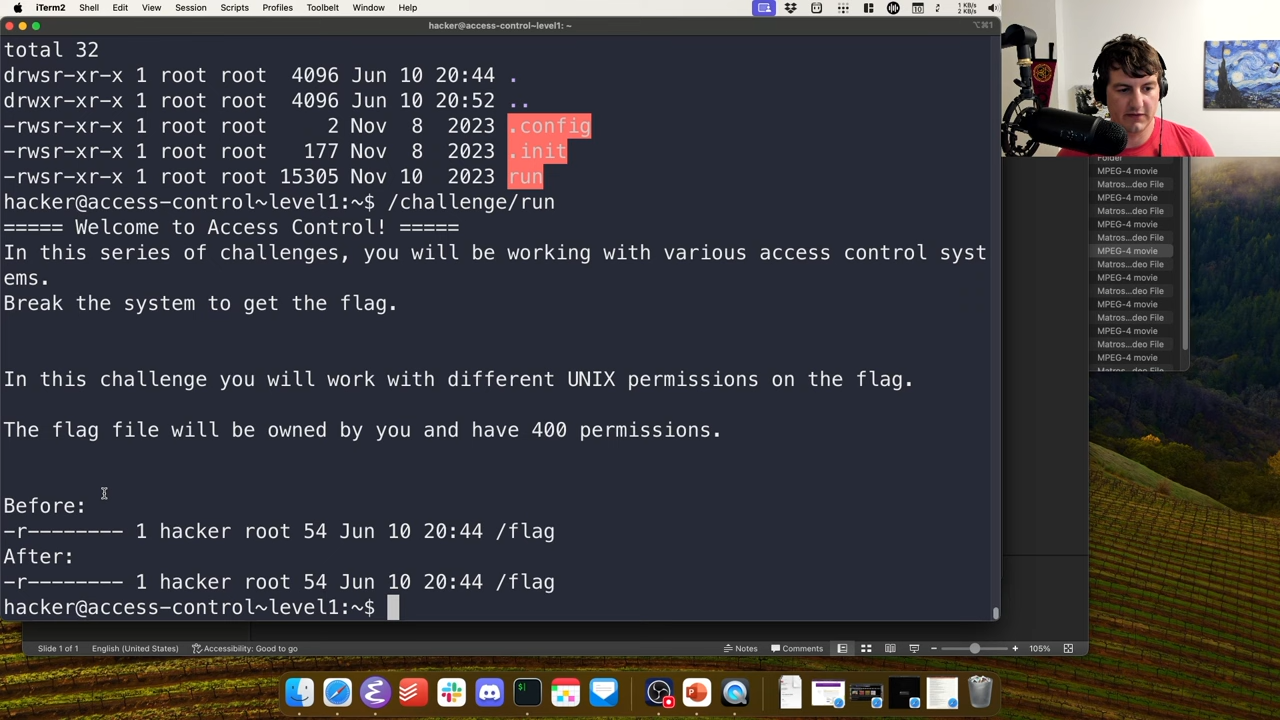 iTerm2 Shell Edit View Session Scripts Profiles Toolbelt Window Help
1 KB/s
2 KB/s
hacker@access-control~level1: ~
⌥⌘1
total 32
drwsr-xr-x 1 root root  4096 Jun 10 20:44 .
drwxr-xr-x 1 root root  4096 Jun 10 20:52 ..
-rwsr-xr-x 1 root root     2 Nov  8  2023 .config
-rwsr-xr-x 1 root root   177 Nov  8  2023 .init
-rwsr-xr-x 1 root root 15305 Nov 10  2023 run
hacker@access-control~level1:~$ /challenge/run
===== Welcome to Access Control! =====
In this series of challenges, you will be working with various access control syst
ems.
Break the system to get the flag.
In this challenge you will work with different UNIX permissions on the flag.
The flag file will be owned by you and have 400 permissions.
Before:
-r-------- 1 hacker root 54 Jun 10 20:44 /flag
After:
-r-------- 1 hacker root 54 Jun 10 20:44 /flag
hacker@access-control~level1:~$
Folder
MPEG-4 movie
Matros...deo File
MPEG-4 movie
Matros...deo File
MPEG-4 movie
Matros...deo File
MPEG-4 movie
Matros...deo File
MPEG-4 movie
Matros...deo File
MPEG-4 movie
Matros...deo File
MPEG-4 movie
Matros...deo File
MPEG-4 movie
Matros...deo File
Slide 1 of 1 English (United States) Accessibility: Good to go Notes Comments 105%